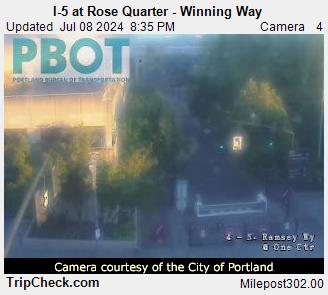 I-5 at Rose Quarter - Winning Way
Updated Jul 08 2024 8:35 PM Camera 4
PBOT
PORTLAND BUREAU OF TRANSPORTATION
4 - N. Ramsey Wy
@ One Ctr
Camera courtesy of the City of Portland
TripCheck.com Milepost302.00